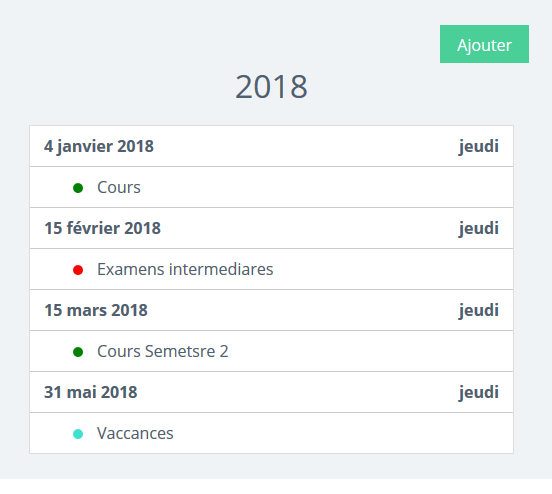 Ajouter
2018
4 janvier 2018 jeudi
Cours
15 février 2018 jeudi
Examens intermediares
15 mars 2018 jeudi
Cours Semetsre 2
31 mai 2018 jeudi
Vaccances